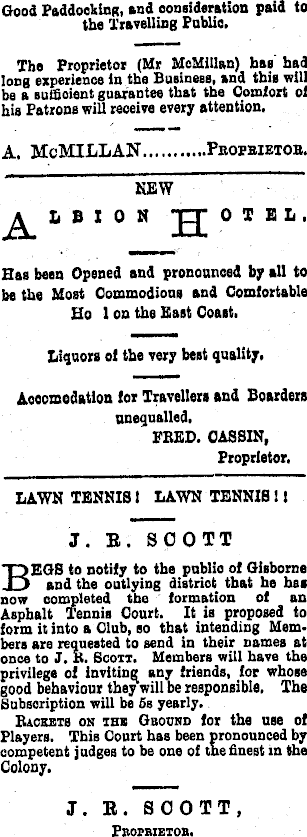 Good Paddocking, and consideration paid to
the Travelling Public.
The Proprietor (Mr McMillan) has had
long experience in the Business, and this will
be a sufficient guarantee that the Comfort of
his Patrons will receive every attention.
A. McMILLAN...........PROPRIETOR.
NEW
ALBION HOTEL.
Has been Opened and pronounced by all to
be the Most Commodious and Comfortable
Ho l on the East Coast.
Liquors of the very best quality.
Accomodation for Travellers and Boarders
unequalled.
FRED. CASSIN,
Proprietor.
LAWN TENNIS! LAWN TENNIS!!
J. R. SCOTT
BEGS to notify to the public of Gisborne
and the outlying district that he has
now completed the formation of an
Asphalt Tennis Court. It is proposed to
form it into a Club, so that intending Mem-
bers are requested to send in their names at
once to J. R. SCOTT. Members will have the
privilege of inviting any friends, for whose
good behaviour they will be responsible. The
Subscription will be 5s yearly.
RACKETS ON THE GROUND for the use of
Players. This Court has been pronounced by
competent judges to be one of the finest in the
Colony.
J. R. SCOTT,
PROPRIETOR.